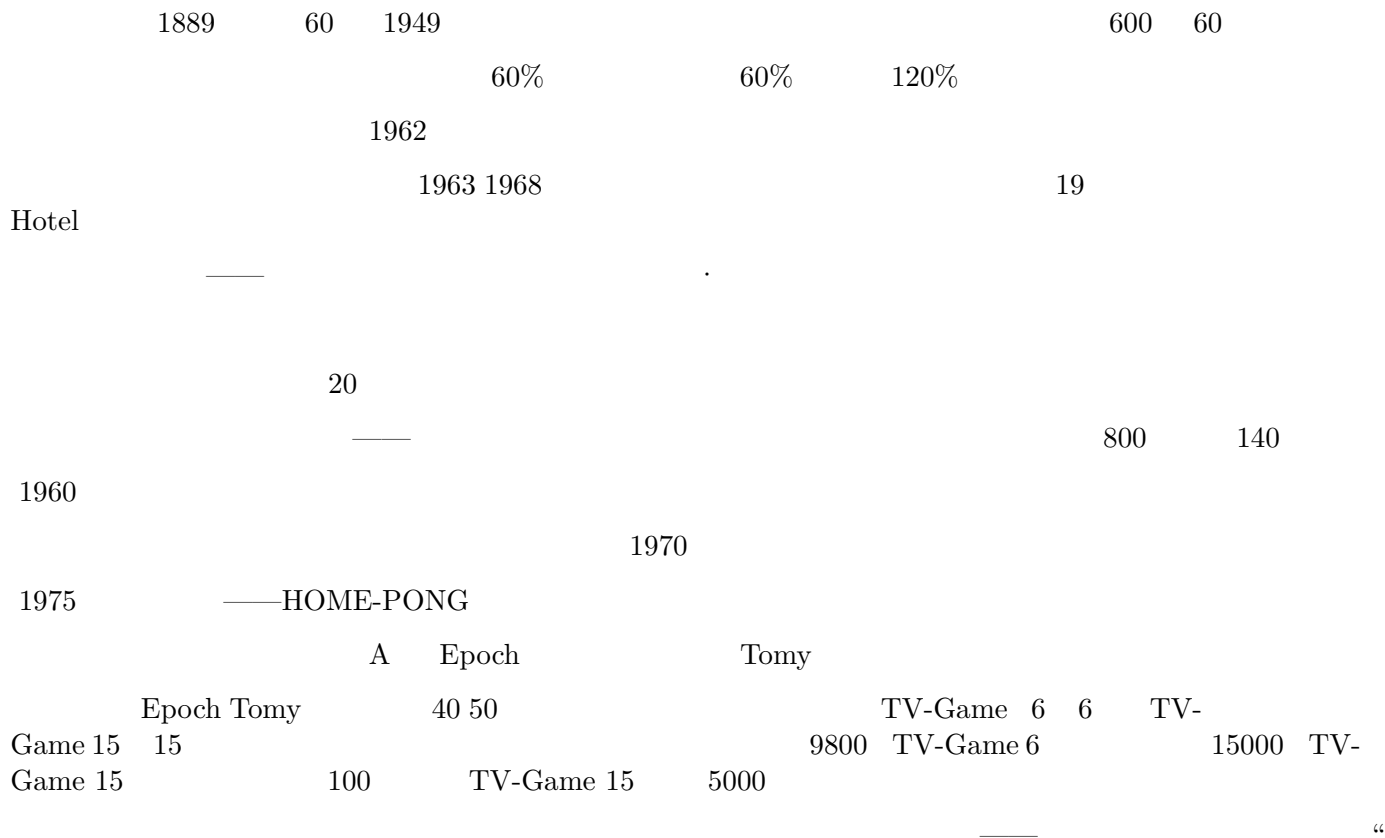 1889 60 1949 600 60
60% 60% 120%
1962
1963 1968 19
Hotel
—— .
20
—— 800 140
1960
1970
1975 ——HOME-PONG
A Epoch Tomy
Epoch Tomy 40 50 TV-Game 6 6 TV-
Game 15 15 9800 TV-Game 6 15000 TV-
Game 15 100 TV-Game 15 5000
—— “